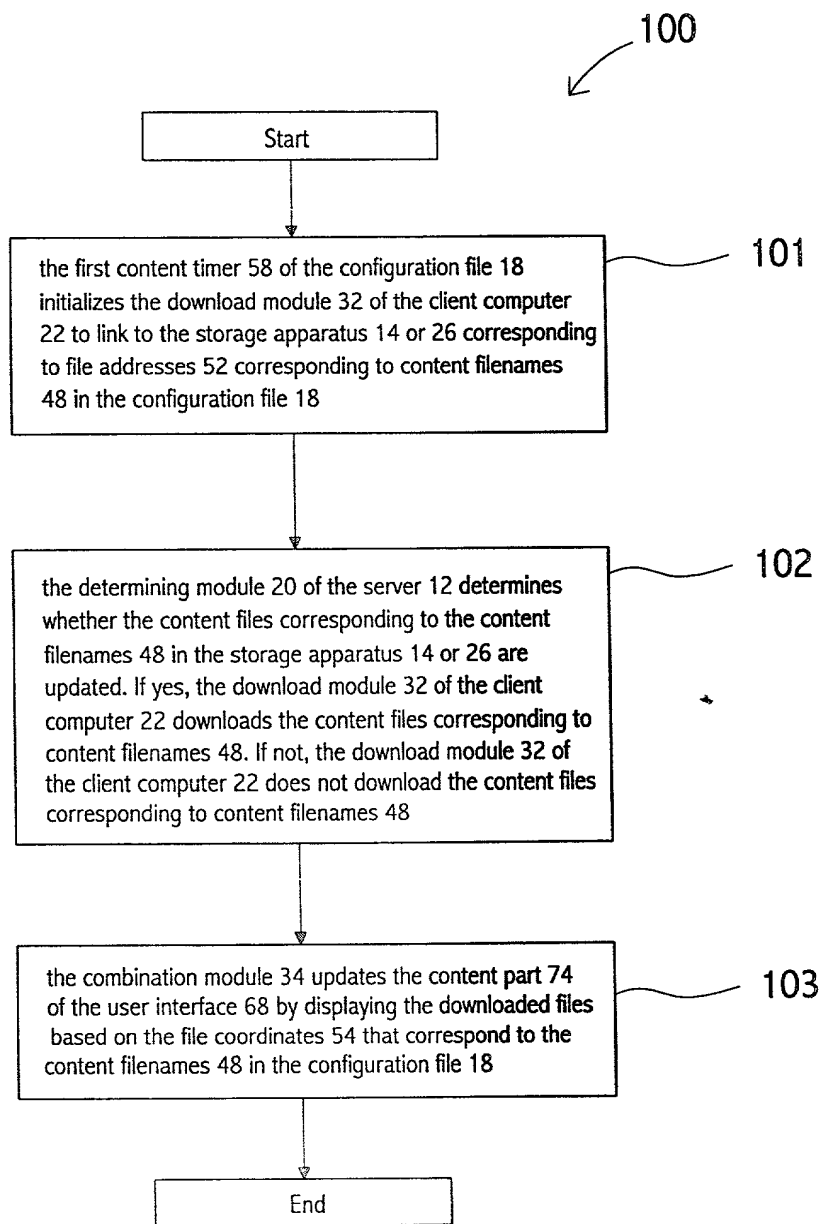 100
Start
101
the first content timer 58 of the configuration file 18
initializes the download module 32 of the client computer
22 to link to the storage apparatus 14 or 26 corresponding
to file addresses 52 corresponding to content filenames
48 in the configuration file 18
102
the determining module 20 of the server 12 determines
whether the content files corresponding to the content
filenames 48 in the storage apparatus 14 or 26 are
updated. If yes, the download module 32 of the client
computer 22 downloads the content files corresponding to
content filenames 48. If not, the download module 32 of
the client computer 22 does not download the content files
corresponding to content filenames 48
103
the combination module 34 updates the content part 74
of the user interface 68 by displaying the downloaded files
based on the file coordinates 54 that correspond to the
content filenames 48 in the configuration file 18
End